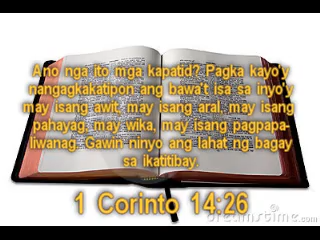 Ano nga ito mga kapatid? Pagka kayo'y
nangagkakatipon ang bawa't isa sa inyo'y
may isang awit, may isang aral, may isang
pahayag, may wika, may isang pagpapa-
liwanag. Gawin ninyo ang lahat ng bagay
sa ikatitibay.
1 Corinto 14:26
dreamstime.com